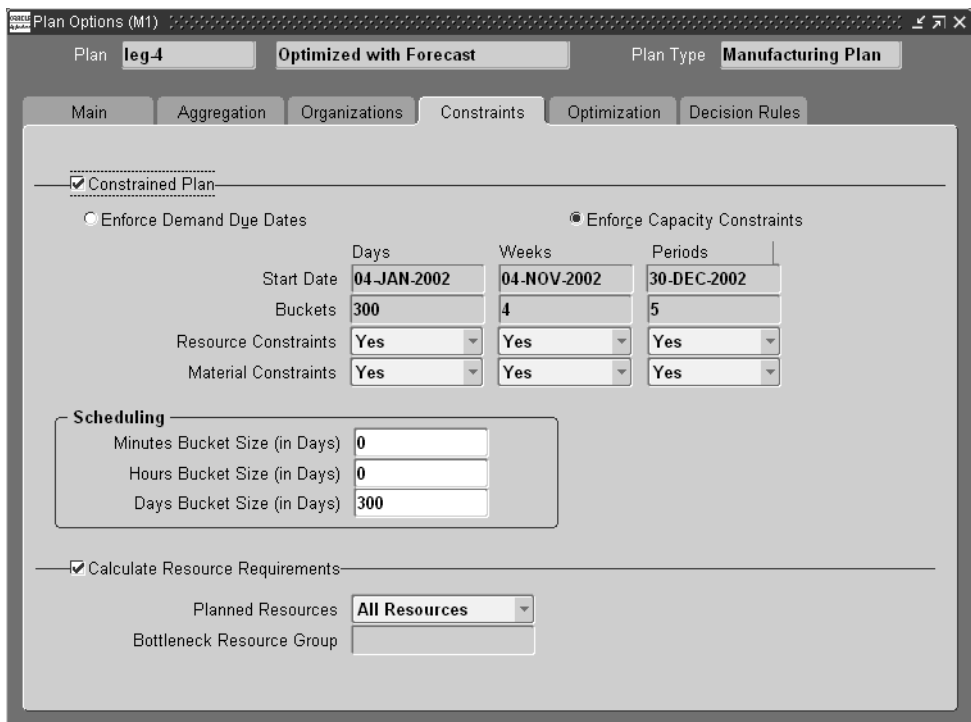 Plan Options (M1)
Plan leg-4 Optimized with Forecast Plan Type Manufacturing Plan
Main Aggregation Organizations Constraints Optimization Decision Rules
Constrained Plan
Enforce Demand Due Dates Enforce Capacity Constraints
Days Weeks Periods
Start Date 04-JAN-2002 04-NOV-2002 30-DEC-2002
Buckets 300 4 5
Resource Constraints Yes Yes Yes
Material Constraints Yes Yes Yes
Scheduling
Minutes Bucket Size (in Days) 0
Hours Bucket Size (in Days) 0
Days Bucket Size (in Days) 300
Calculate Resource Requirements
Planned Resources All Resources
Bottleneck Resource Group